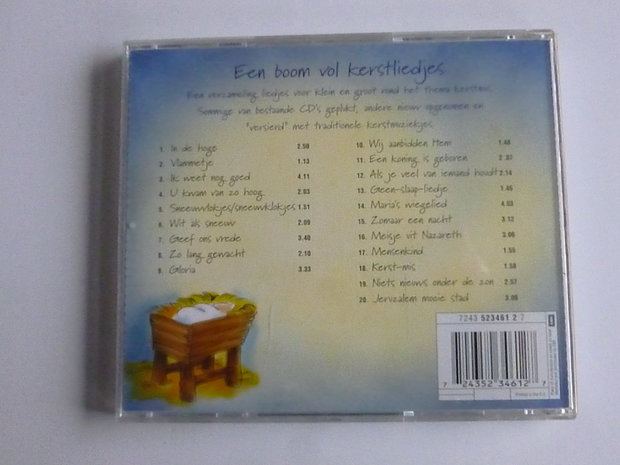 Een boom vol kerstliedjes
Een verzameling liedjes voor klein en groot rond het thema kerstmis.
Sommige van bestaande CD's geplukt, andere nieuw opgenomen en
"versierd" met traditionele kerstmuziekjes.
1. In de hoge 2.50
2. Vlammetje 1.13
3. Ik weet nog goed 4.11
4. U kwam van zo hoog 2.03
5. Sneeuwvlokjes/sneeuwklokjes 1.31
6. Wit als sneeuw 2.09
7. Geef ons vrede 3.40
8. Zo lang gewacht 2.10
9. Gloria 3.33
10. Wij aanbidden Hem 1.48
11. Een koning is geboren 2.37
12. Als je veel van iemand houdt 2.14
13. Geen-slaap-liedje 1.45
14. Maria's wiegelied 4.03
15. Zomaar een nacht 3.12
16. Meisje uit Nazareth 3.06
17. Mensenkind 1.55
18. Kerst-mis 1.58
19. Niets nieuws onder de zon 2.57
20. Jeruzalem mooie stad 3.05
7243 523461 2 7
7 24352 34612 7